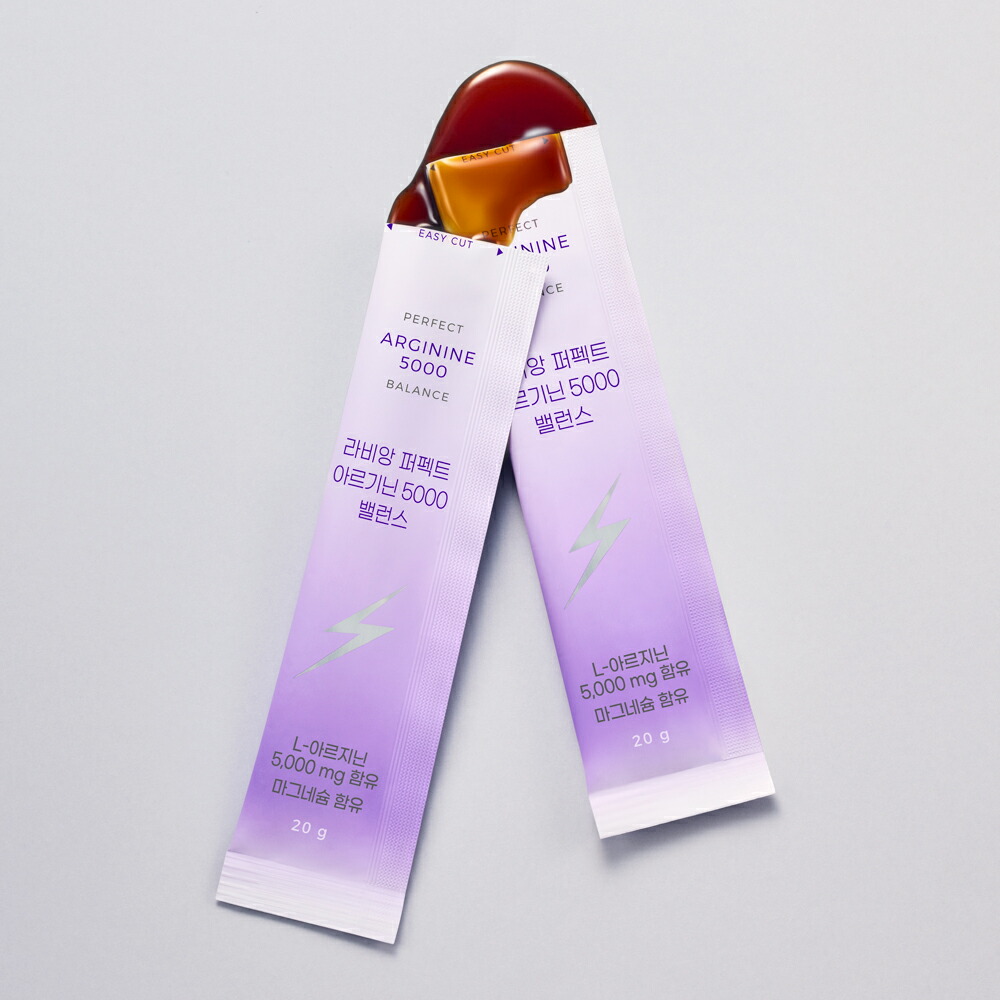 EASY CUT
PERFECT
ARGININE
5000
BALANCE
라비앙 퍼펙트
아르기닌 5000
밸런스
L-아르지닌
5,000 mg 함유
마그네슘 함유
20 g
EASY CUT
PERFECT
ININE
NCE
앙 퍼펙트
르기닌 5000
밸런스
L-아르지닌
5,000 mg 함유
마그네슘 함유
20 g